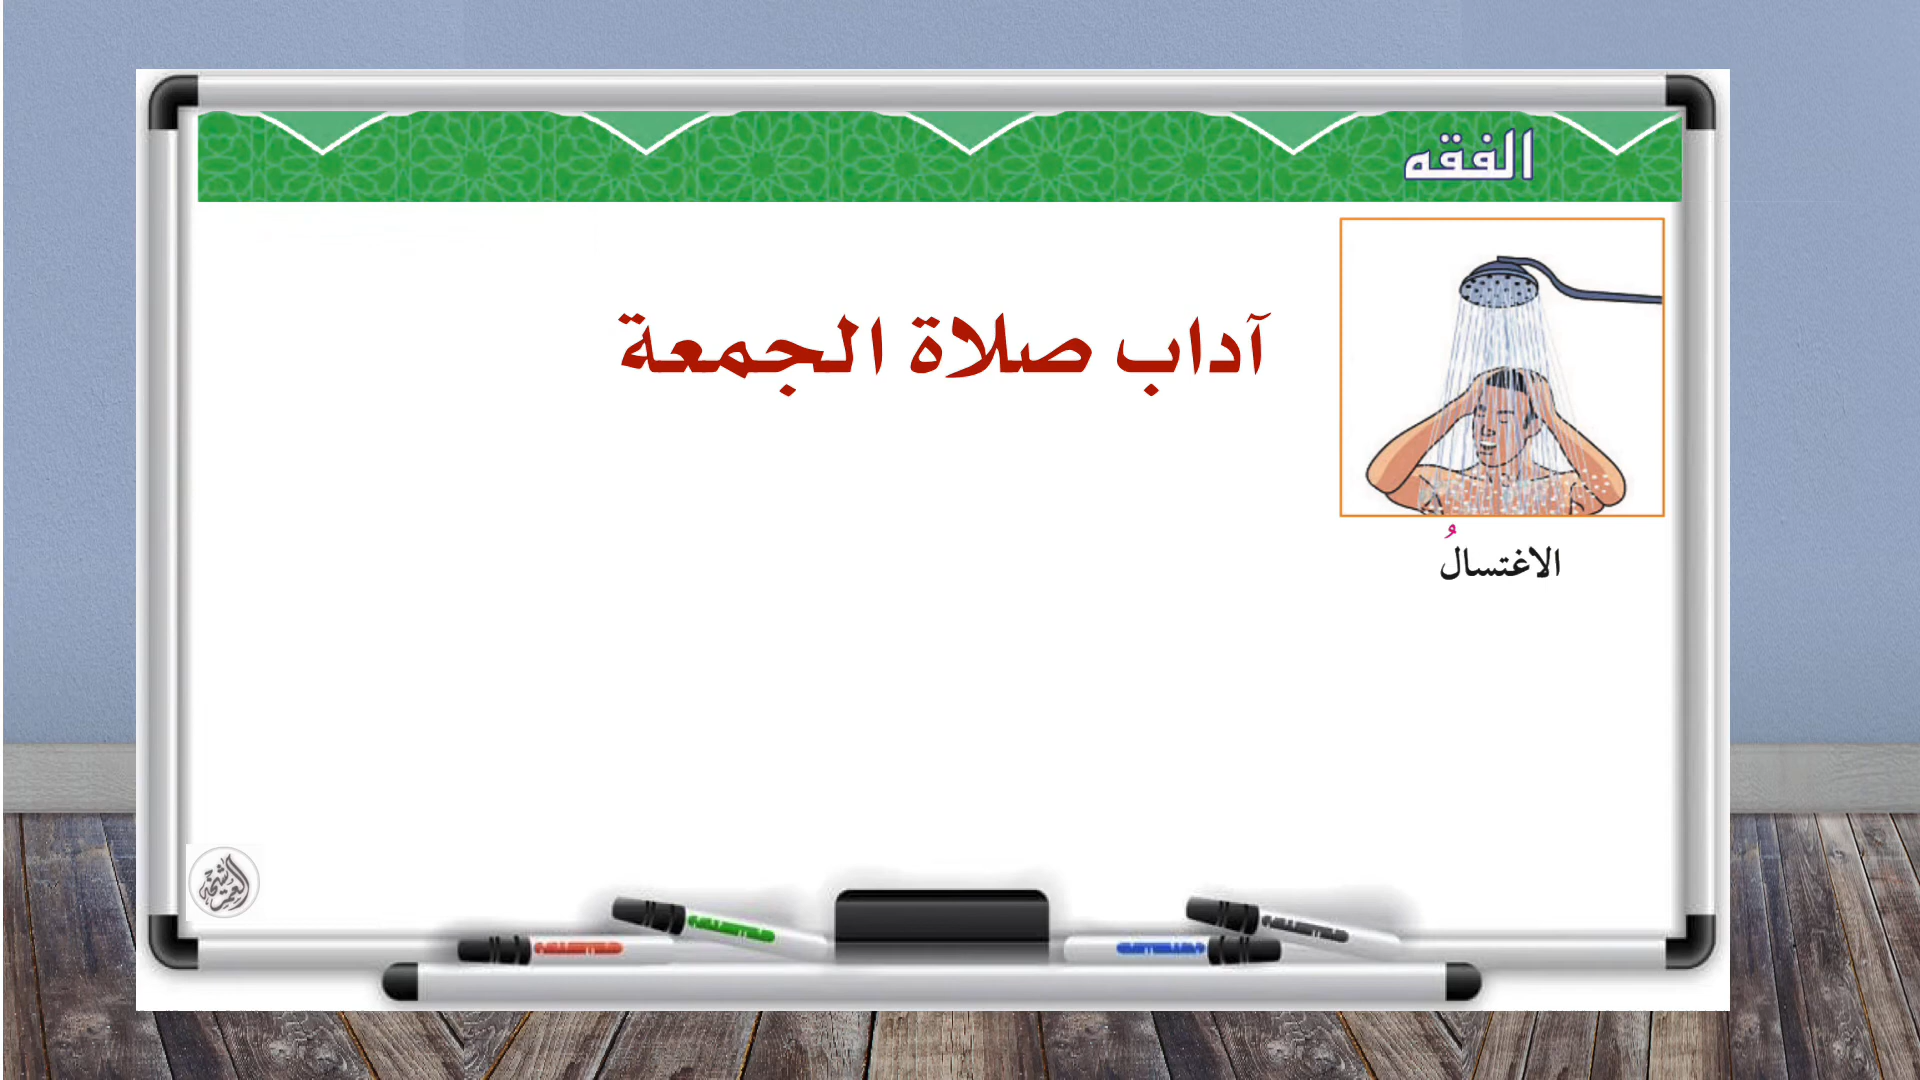 الفقه
آداب صلاة الجمعة
الاغتسالُ